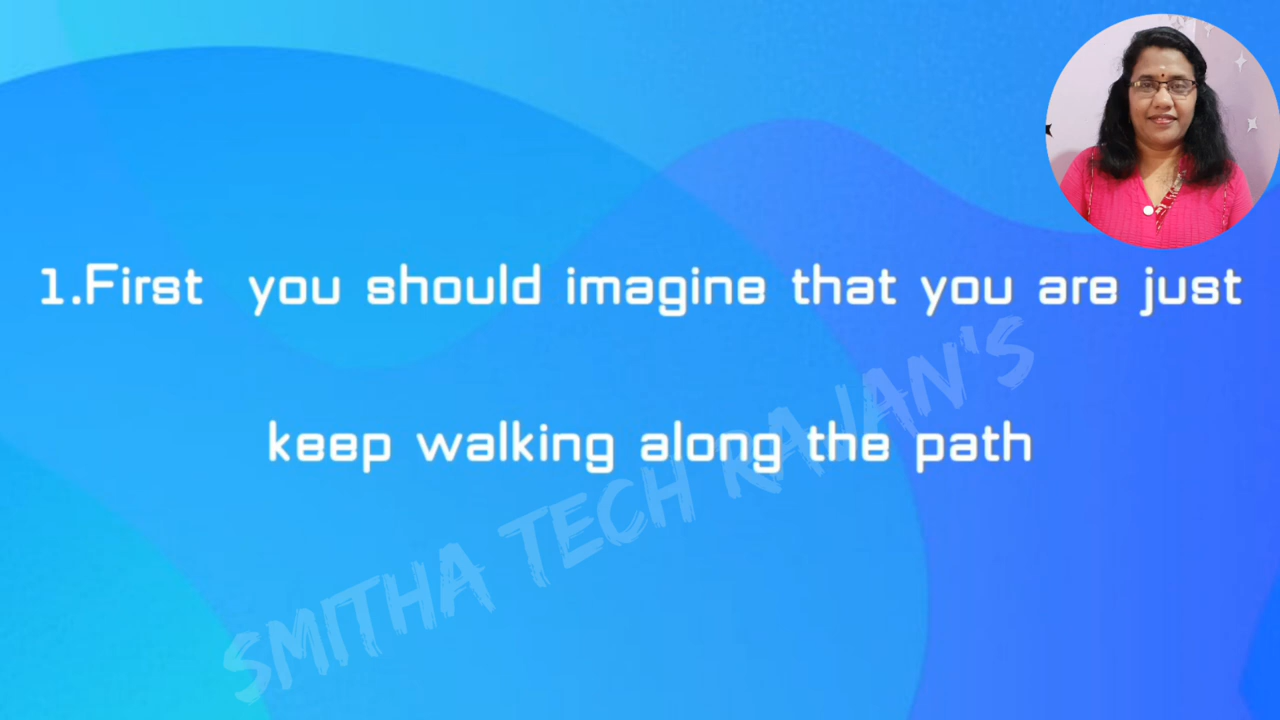 1.First you should imagine that you are just
keep walking along the path
SMITHA TECH RAJAN'S